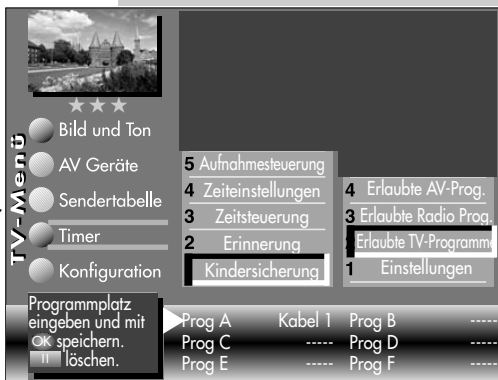 TV-Menü
Bild und Ton
AV Geräte
Sendertabelle
Timer
Konfiguration
5 Aufnahmesteuerung
4 Zeiteinstellungen
3 Zeitsteuerung
2 Erinnerung
Kindersicherung
4 Erlaubte AV-Prog.
3 Erlaubte Radio Prog.
Erlaubte TV-Programme
1 Einstellungen
Programmplatz
eingeben und mit
OK speichern.
II löschen.
Prog A Kabel 1 Prog B -----
Prog C ----- Prog D -----
Prog E ----- Prog F -----